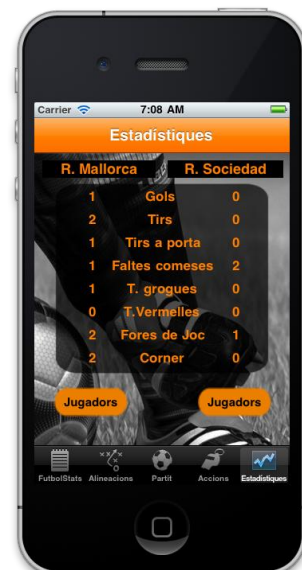 Carrier 7:08 AM
Estadístiques
R. Mallorca R. Sociedad
1 Gols 0
2 Tirs 0
1 Tirs a porta 0
1 Faltes comeses 2
1 T. grogues 0
0 T.Vermelles 0
2 Fores de Joc 1
2 Corner 0
Jugadors Jugadors
FutbolStats Alineacions Partit Accions Estadístiques